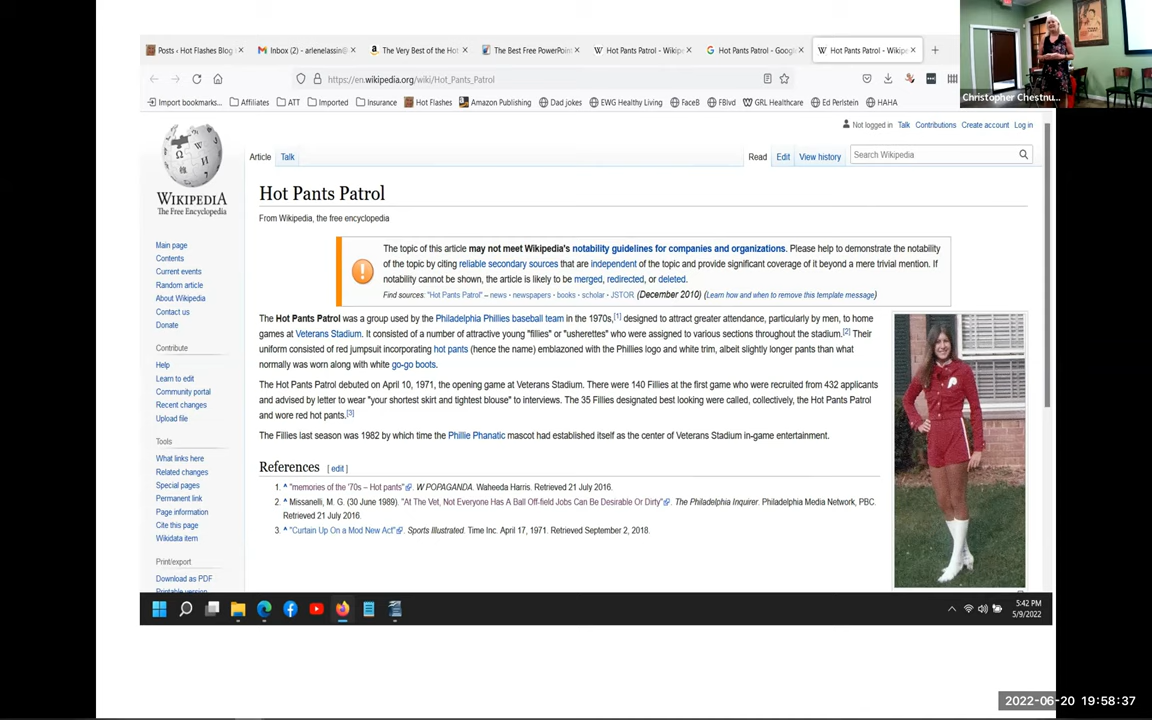 Posts ‹ Hot Flashes Blog
Inbox (2) - arlenelassin@
The Very Best of the Hot
The Best Free PowerPoint
Hot Pants Patrol - Wikipe
Hot Pants Patrol - Google
Hot Pants Patrol - Wikipe
https://en.wikipedia.org/wiki/Hot_Pants_Patrol
Import bookmarks...
Affiliates
ATT
Imported
Insurance
Hot Flashes
Amazon Publishing
Dad jokes
EWG Healthy Living
FaceB
FBlvd
GRL Healthcare
Ed Perlstein
HAHA
Christopher Chestnu...
Not logged in Talk Contributions Create account Log in
Article Talk
Read Edit View history
Search Wikipedia
WIKIPEDIA
The Free Encyclopedia
Main page
Contents
Current events
Random article
About Wikipedia
Contact us
Donate
Contribute
Help
Learn to edit
Community portal
Recent changes
Upload file
Tools
What links here
Related changes
Special pages
Permanent link
Page information
Cite this page
Wikidata item
Print/export
Download as PDF
Printable version
Hot Pants Patrol
From Wikipedia, the free encyclopedia
The topic of this article may not meet Wikipedia's notability guidelines for companies and organizations. Please help to demonstrate the notability
of the topic by citing reliable secondary sources that are independent of the topic and provide significant coverage of it beyond a mere trivial mention. If
notability cannot be shown, the article is likely to be merged, redirected, or deleted.
Find sources: "Hot Pants Patrol" – news · newspapers · books · scholar · JSTOR (December 2010) (Learn how and when to remove this template message)
The Hot Pants Patrol was a group used by the Philadelphia Phillies baseball team in the 1970s,[1] designed to attract greater attendance, particularly by men, to home
games at Veterans Stadium. It consisted of a number of attractive young "fillies" or "usherettes" who were assigned to various sections throughout the stadium.[2] Their
uniform consisted of red jumpsuit incorporating hot pants (hence the name) emblazoned with the Phillies logo and white trim, albeit slightly longer pants than what
normally was worn along with white go-go boots.
The Hot Pants Patrol debuted on April 10, 1971, the opening game at Veterans Stadium. There were 140 Fillies at the first game who were recruited from 432 applicants
and advised by letter to wear "your shortest skirt and tightest blouse" to interviews. The 35 Fillies designated best looking were called, collectively, the Hot Pants Patrol
and wore red hot pants.[3]
The Fillies last season was 1982 by which time the Phillie Phanatic mascot had established itself as the center of Veterans Stadium in-game entertainment.
References [ edit ]
1. ^ "memories of the '70s – Hot pants". W POPAGANDA. Waheeda Harris. Retrieved 21 July 2016.
2. ^ Missanelli, M. G. (30 June 1989). "At The Vet, Not Everyone Has A Ball Off-field Jobs Can Be Desirable Or Dirty". The Philadelphia Inquirer. Philadelphia Media Network, PBC.
Retrieved 21 July 2016.
3. ^ "Curtain Up On a Mod New Act". Sports Illustrated. Time Inc. April 17, 1971. Retrieved September 2, 2018.
5:42 PM
5/9/2022
2022-06-20 19:58:37